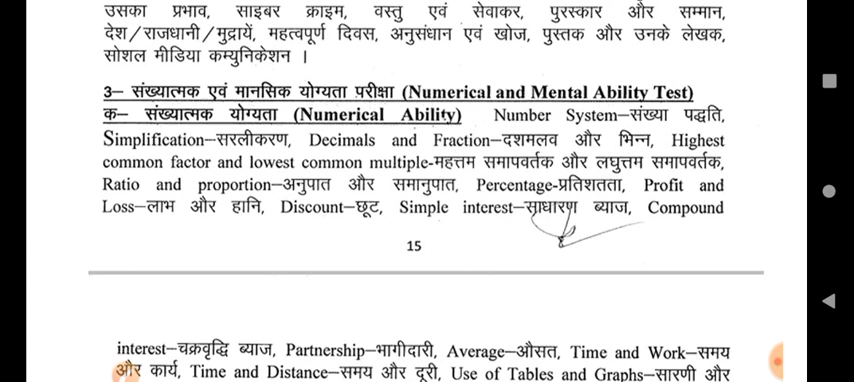 उसका प्रभाव, साइबर क्राइम, वस्तु एवं सेवाकर, पुरस्कार और सम्मान,
देश/राजधानी/मुद्रायें, महत्वपूर्ण दिवस, अनुसंधान एवं खोज, पुस्तक और उनके लेखक,
सोशल मीडिया कम्युनिकेशन ।
3– संख्यात्मक एवं मानसिक योग्यता परीक्षा (Numerical and Mental Ability Test)
क– संख्यात्मक योग्यता (Numerical Ability) Number System–संख्या पद्धति,
Simplification–सरलीकरण, Decimals and Fraction–दशमलव और भिन्न, Highest
common factor and lowest common multiple-महत्तम समापवर्तक और लघुत्तम समापवर्तक,
Ratio and proportion–अनुपात और समानुपात, Percentage-प्रतिशतता, Profit and
Loss–लाभ और हानि, Discount–छूट, Simple interest–साधारण ब्याज, Compound
15
interest–चक्रवृद्धि ब्याज, Partnership–भागीदारी, Average–औसत, Time and Work–समय
और कार्य, Time and Distance–समय और दूरी, Use of Tables and Graphs–सारणी और